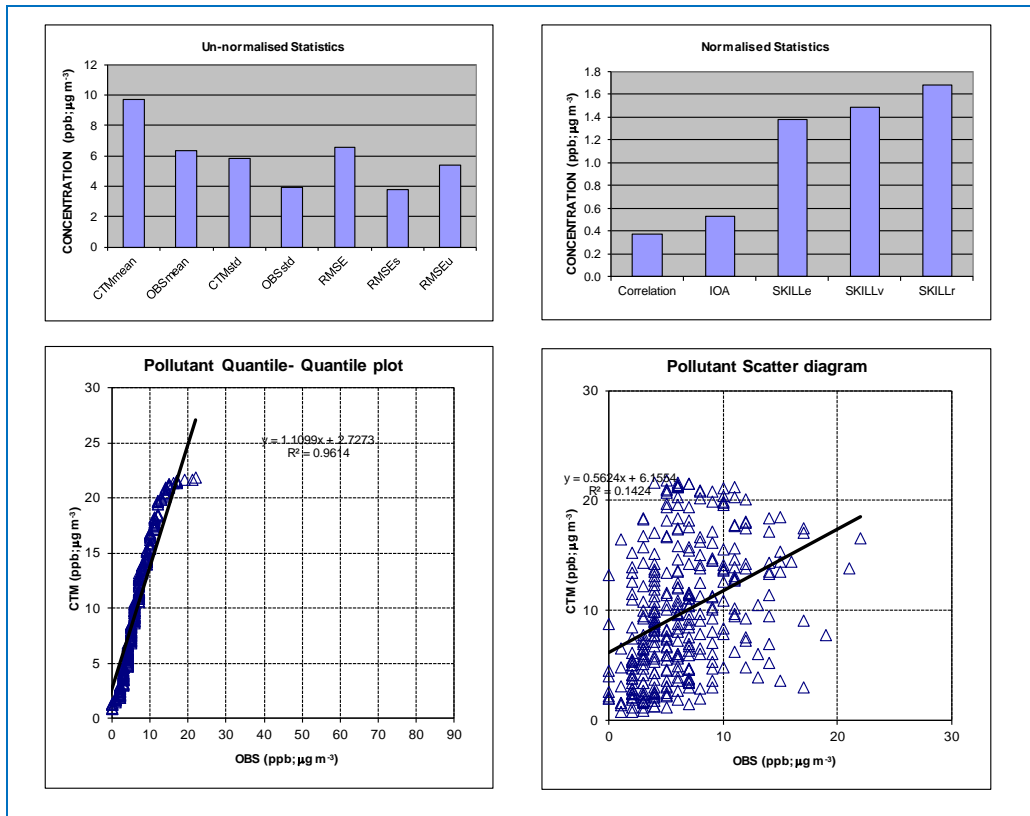 Un-normalised Statistics
CONCENTRATION (ppb;µg m-3)
12
10
8
6
4
2
0
CTMmean
OBSmean
CTMstd
OBSstd
RMSE
RMSEs
RMSEu
Normalised Statistics
CONCENTRATION (ppb;µg m-3)
1.8
1.6
1.4
1.2
1.0
0.8
0.6
0.4
0.2
0.0
Correlation IOA SKILLe SKILLv SKILLr
Pollutant Quantile- Quantile plot
CTM (ppb;µg m-3)
30
25
20
15
10
5
0
y = 1.1099x + 2.7273
R² = 0.9614
0 10 20 30 40 50 60 70 80 90
OBS (ppb;µg m-3)
Pollutant Scatter diagram
CTM (ppb;µg m-3)
30
20
10
0
y = 0.5624x + 6.1554
R² = 0.1424
0 10 20 30
OBS (ppb;µg m-3)